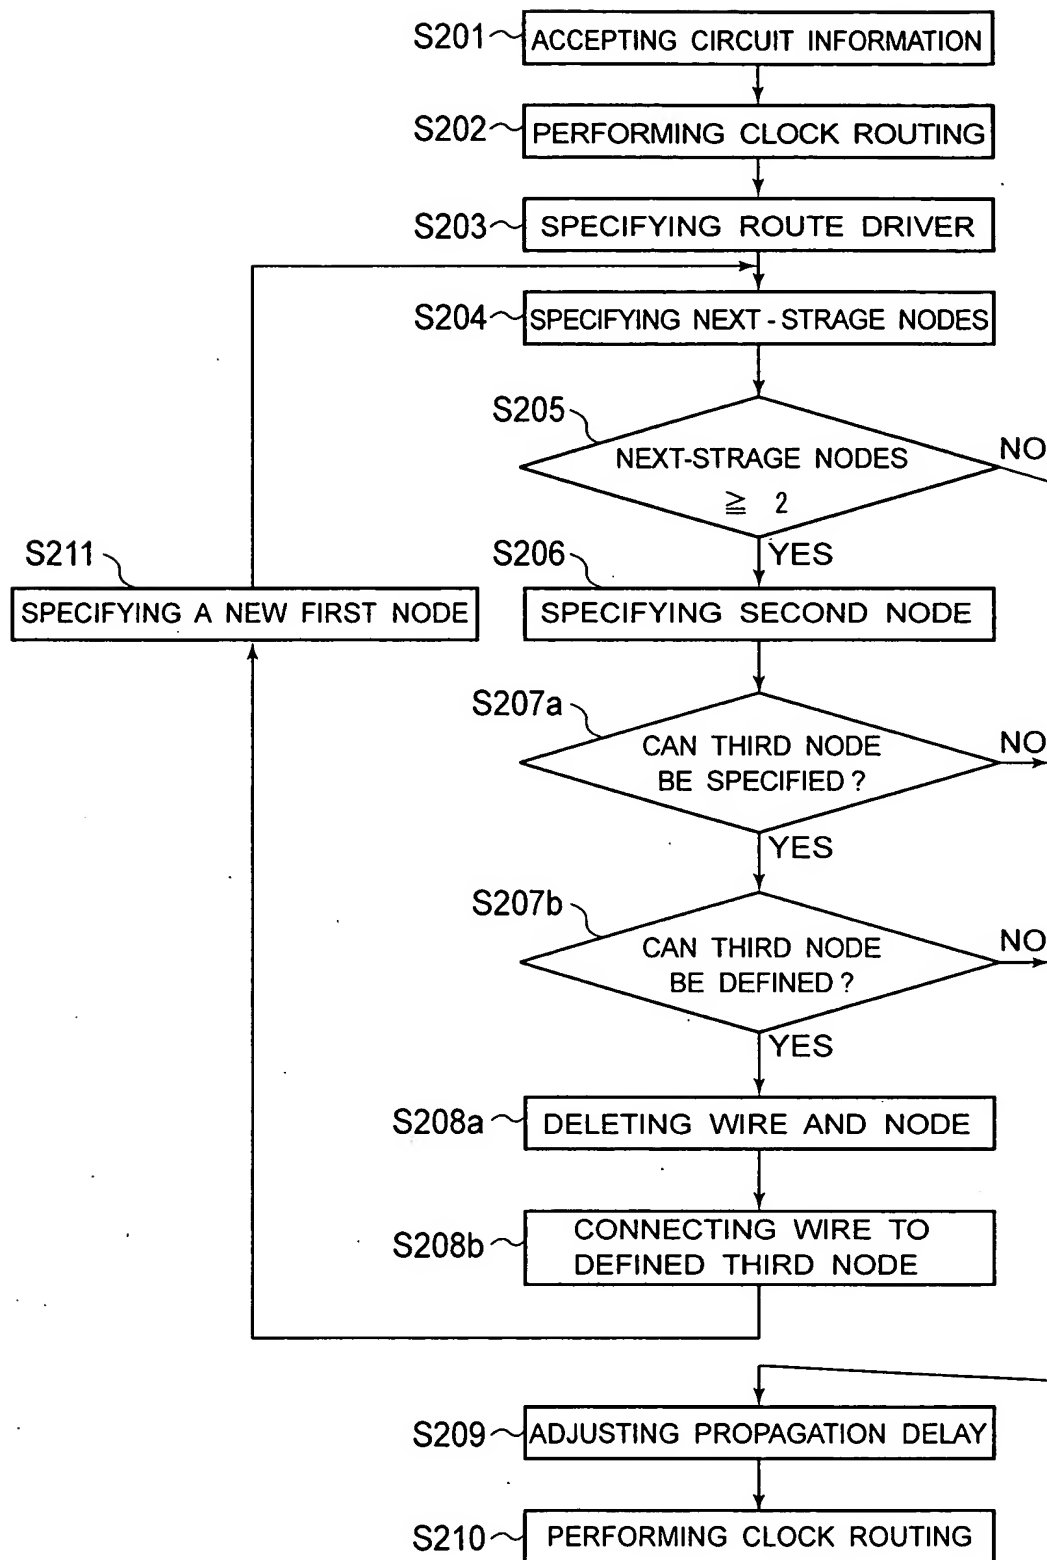 S201
ACCEPTING CIRCUIT INFORMATION
S202
PERFORMING CLOCK ROUTING
S203
SPECIFYING ROUTE DRIVER
S204
SPECIFYING NEXT-STRAGE NODES
S205
NEXT-STRAGE NODES
≧ 2
NO
YES
S211
SPECIFYING A NEW FIRST NODE
S206
SPECIFYING SECOND NODE
S207a
CAN THIRD NODE
BE SPECIFIED?
NO
YES
S207b
CAN THIRD NODE
BE DEFINED?
NO
YES
S208a
DELETING WIRE AND NODE
S208b
CONNECTING WIRE TO
DEFINED THIRD NODE
S209
ADJUSTING PROPAGATION DELAY
S210
PERFORMING CLOCK ROUTING